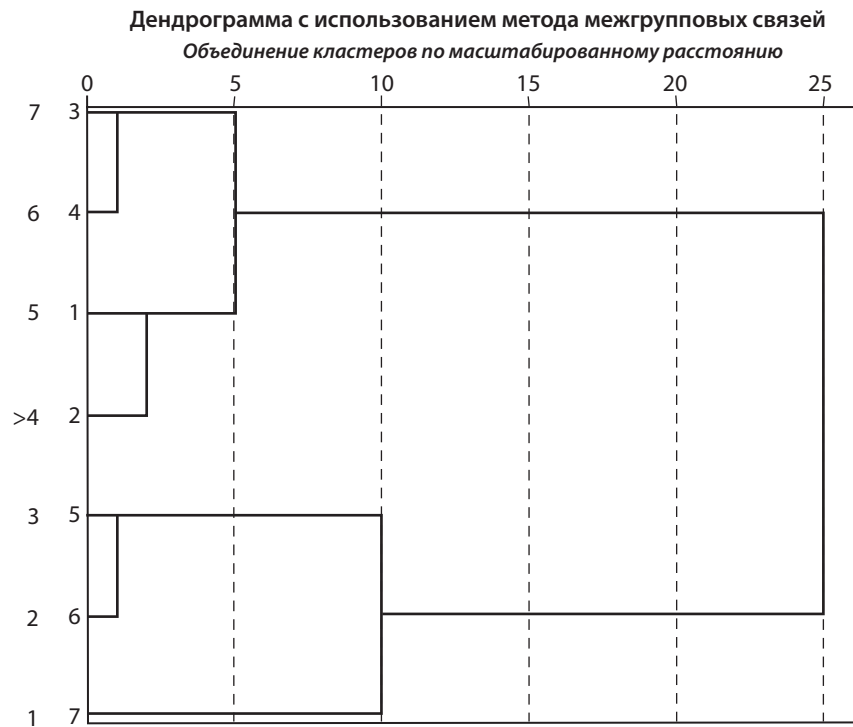 Дендрограмма с использованием метода межгрупповых связей
Объединение кластеров по масштабированному расстоянию
0 5 10 15 20 25
7 3
6 4
5 1
>4 2
3 5
2 6
1 7